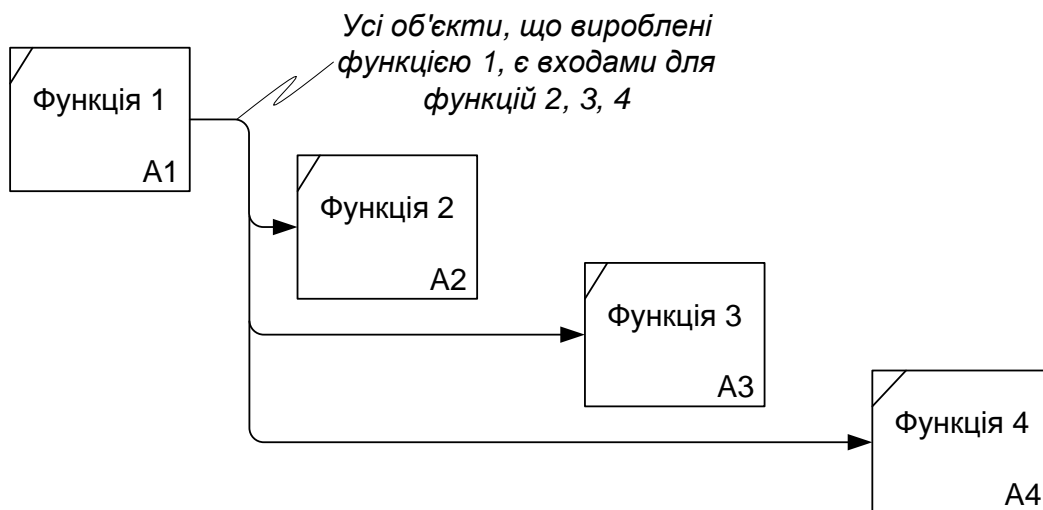 Усі об'єкти, що вироблені
функцією 1, є входами для
функцій 2, 3, 4
Функція 1
A1
Функція 2
A2
Функція 3
A3
Функція 4
A4